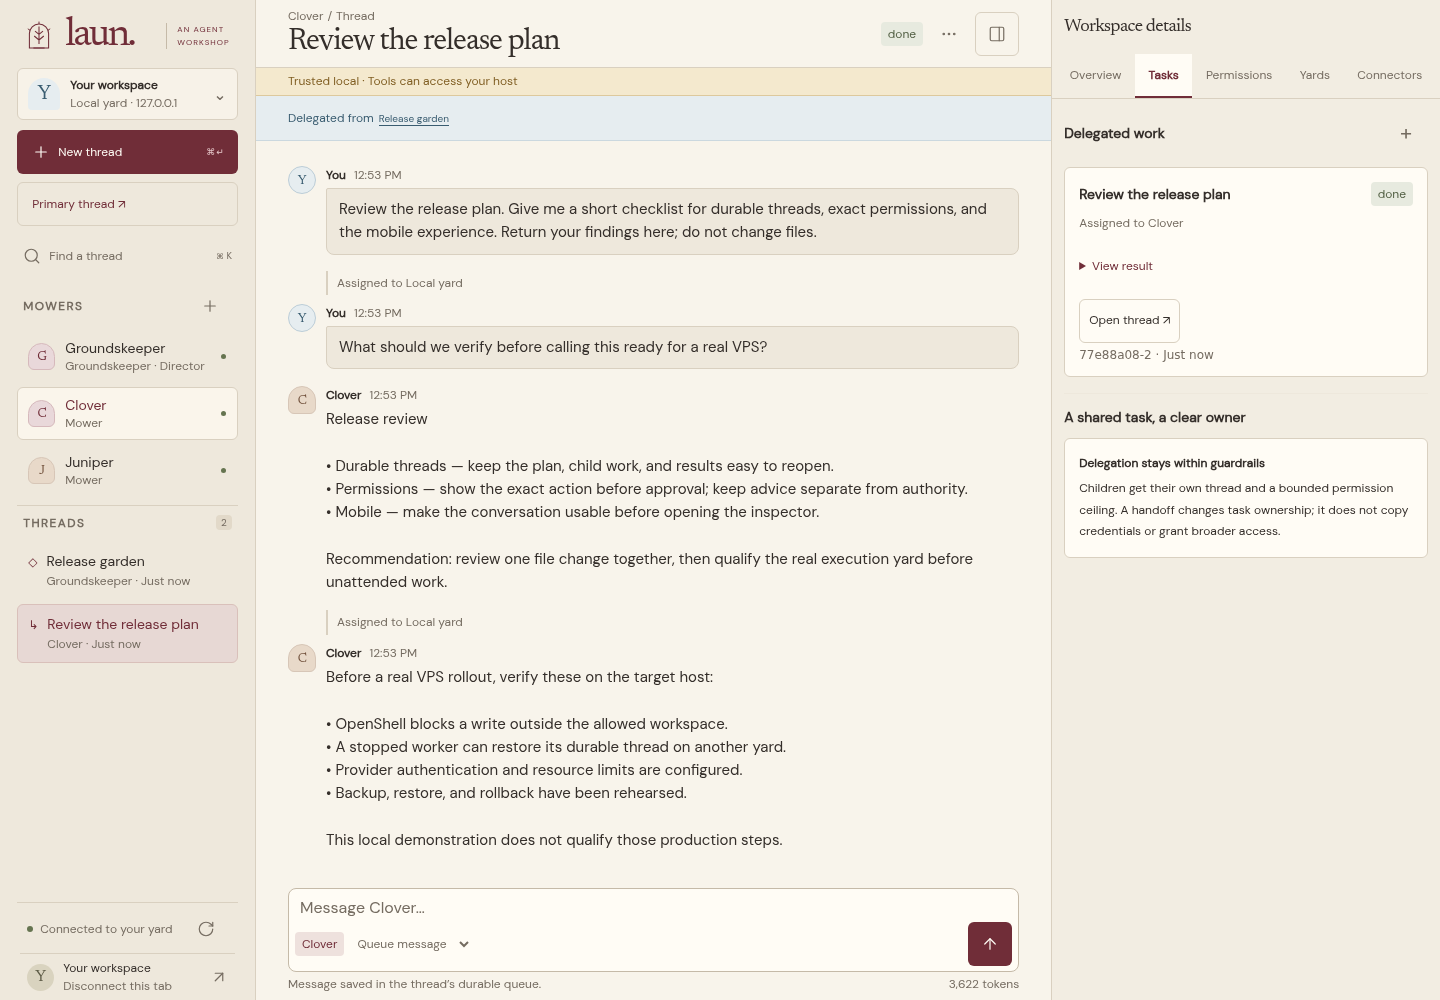 laun.
AN AGENT
WORKSHOP
Y
Your workspace
Local yard · 127.0.0.1
New thread
⌘↵
Primary thread
Find a thread
⌘ K
MOWERS
G
Groundskeeper
Groundskeeper · Director
C
Clover
Mower
J
Juniper
Mower
THREADS
2
Release garden
Groundskeeper · Just now
Review the release plan
Clover · Just now
Connected to your yard
Y
Your workspace
Disconnect this tab
Clover / Thread
Review the release plan
done
Trusted local · Tools can access your host
Delegated from Release garden
Y
You 12:53 PM
Review the release plan. Give me a short checklist for durable threads, exact permissions, and
the mobile experience. Return your findings here; do not change files.
Assigned to Local yard
Y
You 12:53 PM
What should we verify before calling this ready for a real VPS?
C
Clover 12:53 PM
Release review
• Durable threads — keep the plan, child work, and results easy to reopen.
• Permissions — show the exact action before approval; keep advice separate from authority.
• Mobile — make the conversation usable before opening the inspector.
Recommendation: review one file change together, then qualify the real execution yard before
unattended work.
Assigned to Local yard
C
Clover 12:53 PM
Before a real VPS rollout, verify these on the target host:
• OpenShell blocks a write outside the allowed workspace.
• A stopped worker can restore its durable thread on another yard.
• Provider authentication and resource limits are configured.
• Backup, restore, and rollback have been rehearsed.
This local demonstration does not qualify those production steps.
Message Clover...
Clover
Queue message
Message saved in the thread's durable queue.
3,622 tokens
Workspace details
Overview
Tasks
Permissions
Yards
Connectors
Delegated work
Review the release plan
done
Assigned to Clover
View result
Open thread
77e88a08-2 · Just now
A shared task, a clear owner
Delegation stays within guardrails
Children get their own thread and a bounded permission
ceiling. A handoff changes task ownership; it does not copy
credentials or grant broader access.